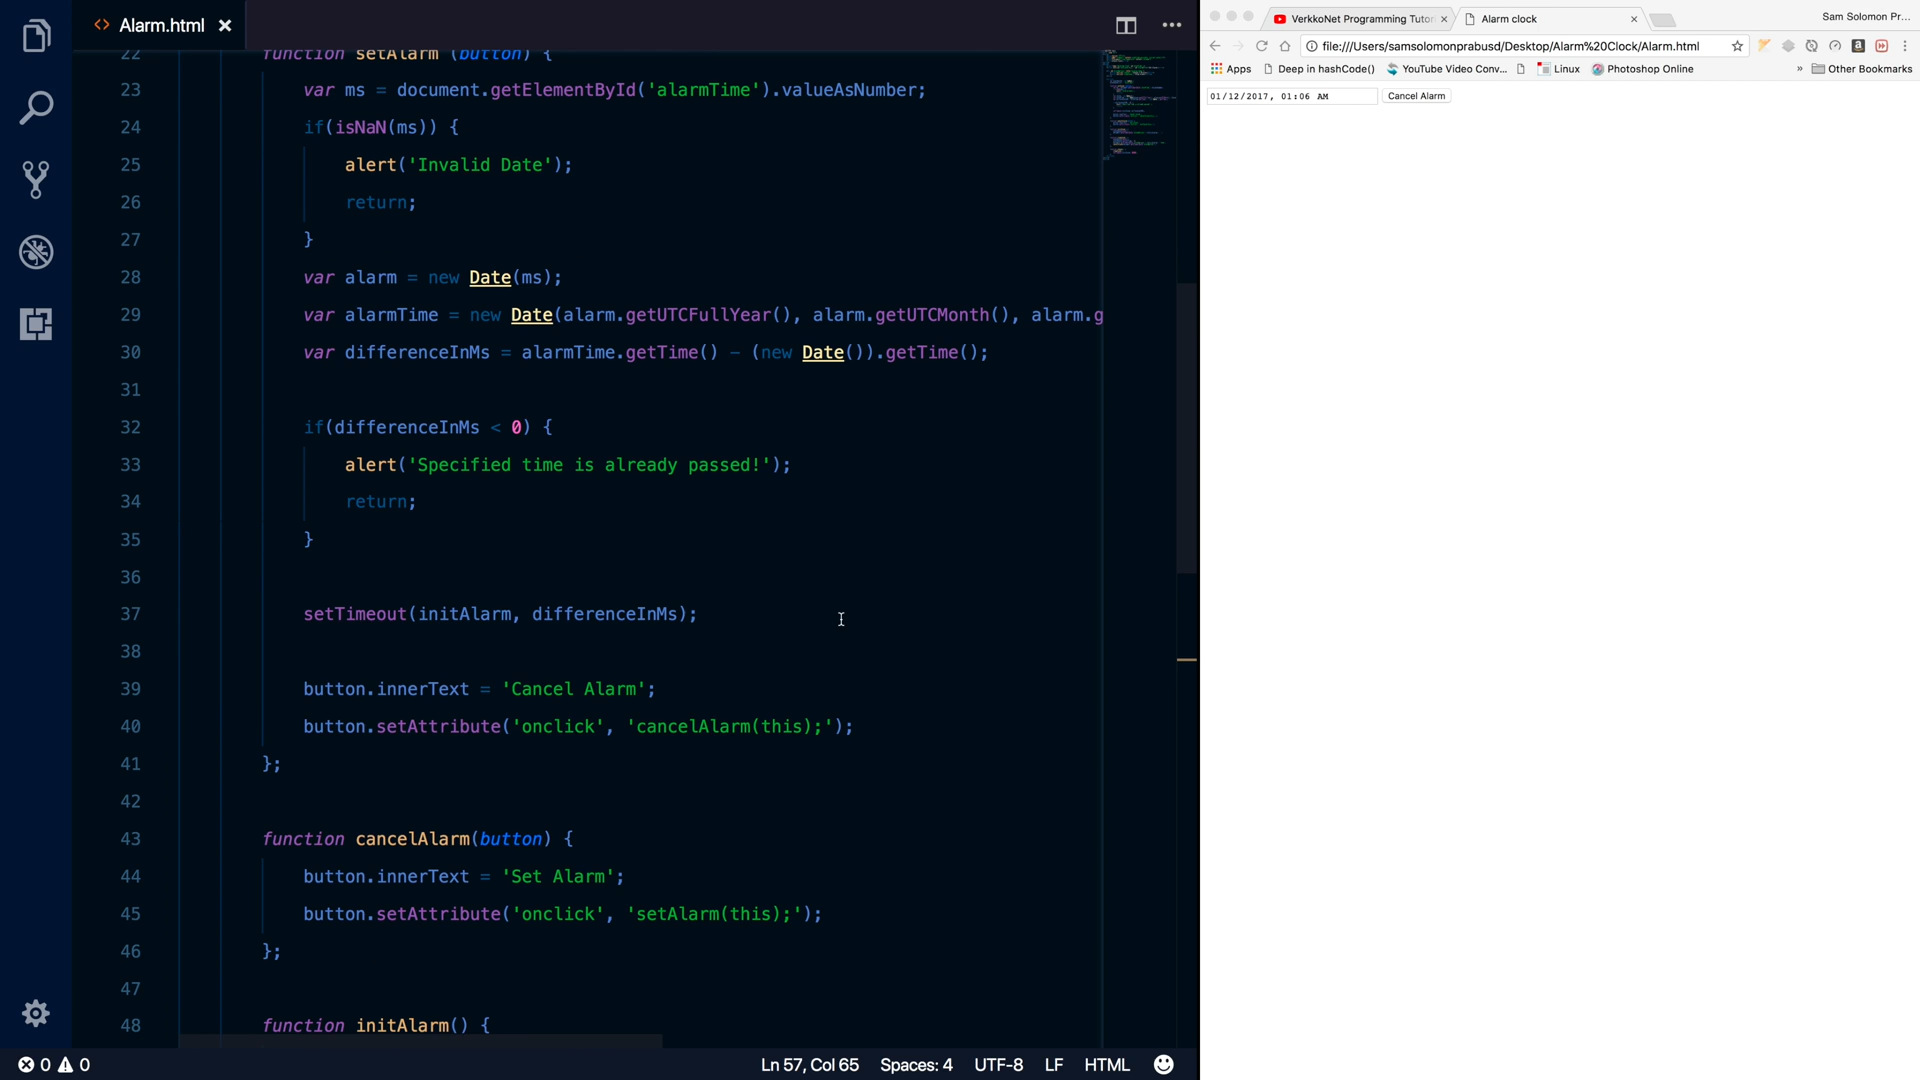 <> Alarm.html ×
22 function setAlarm (button) {
23 var ms = document.getElementById('alarmTime').valueAsNumber;
24 if(isNaN(ms)) {
25 alert('Invalid Date');
26 return;
27 }
28 var alarm = new Date(ms);
29 var alarmTime = new Date(alarm.getUTCFullYear(), alarm.getUTCMonth(), alarm.g
30 var differenceInMs = alarmTime.getTime() - (new Date()).getTime();
31
32 if(differenceInMs < 0) {
33 alert('Specified time is already passed!');
34 return;
35 }
36
37 setTimeout(initAlarm, differenceInMs);
38
39 button.innerText = 'Cancel Alarm';
40 button.setAttribute('onclick', 'cancelAlarm(this);');
41 };
42
43 function cancelAlarm(button) {
44 button.innerText = 'Set Alarm';
45 button.setAttribute('onclick', 'setAlarm(this);');
46 };
47
48 function initAlarm() {
0 0 Ln 57, Col 65 Spaces: 4 UTF-8 LF HTML
VerkkoNet Programming Tutor × Alarm clock × Sam Solomon Pr...
file:///Users/samsolomonprabusd/Desktop/Alarm%20Clock/Alarm.html
Apps Deep in hashCode() YouTube Video Conv... Linux Photoshop Online » Other Bookmarks
01/12/2017, 01:06 AM Cancel Alarm